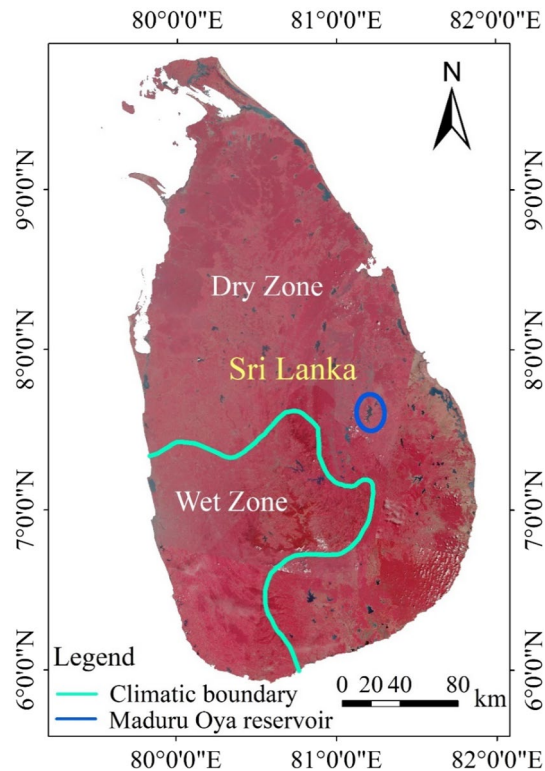 80°0'0"E 81°0'0"E 82°0'0"E
N
9°0'0"N 9°0'0"N
Dry Zone
8°0'0"N 8°0'0"N
Sri Lanka
Wet Zone
7°0'0"N 7°0'0"N
6°0'0"N 6°0'0"N
Legend
Climatic boundary
Maduru Oya reservoir
0 20 40 80
km
80°0'0"E 81°0'0"E 82°0'0"E